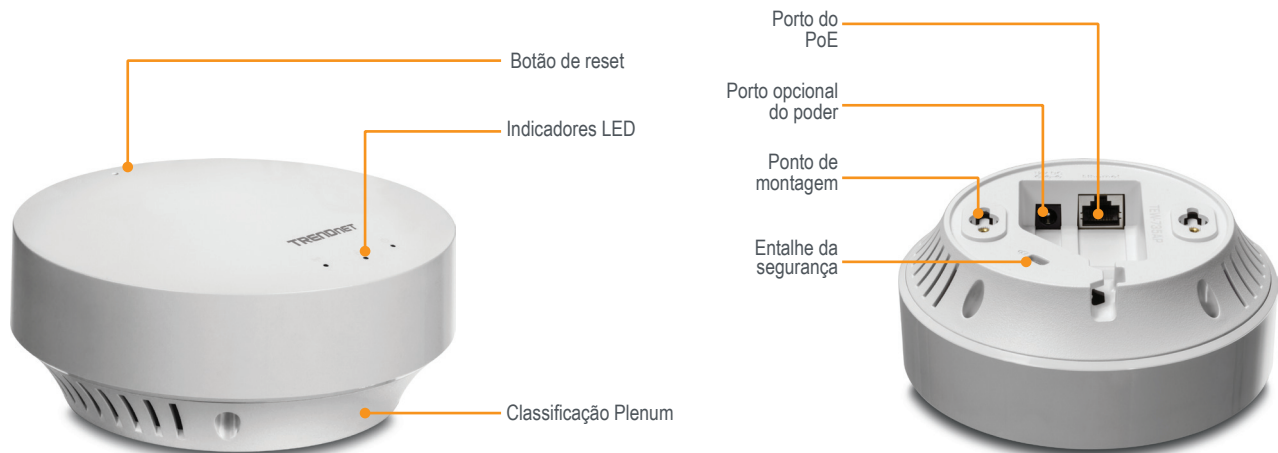 Botão de reset
Indicadores LED
TRENDNET
Classificação Plenum
Porto do
PoE
Porto opcional
do poder
Ponto de
montagem
Entalhe da
segurança